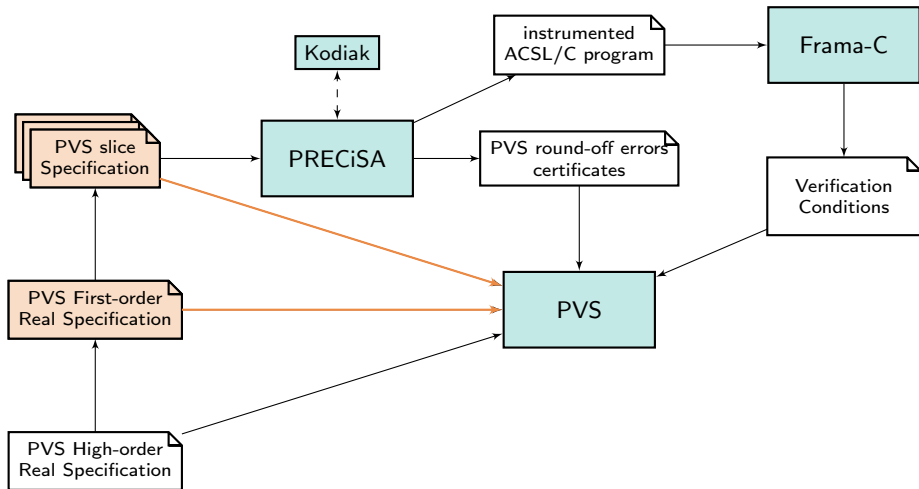 instrumented
ACSL/C program
Frama-C
Kodiak
PVS slice
Specification
PRECiSA
PVS round-off errors
certificates
Verification
Conditions
PVS First-order
Real Specification
PVS
PVS High-order
Real Specification